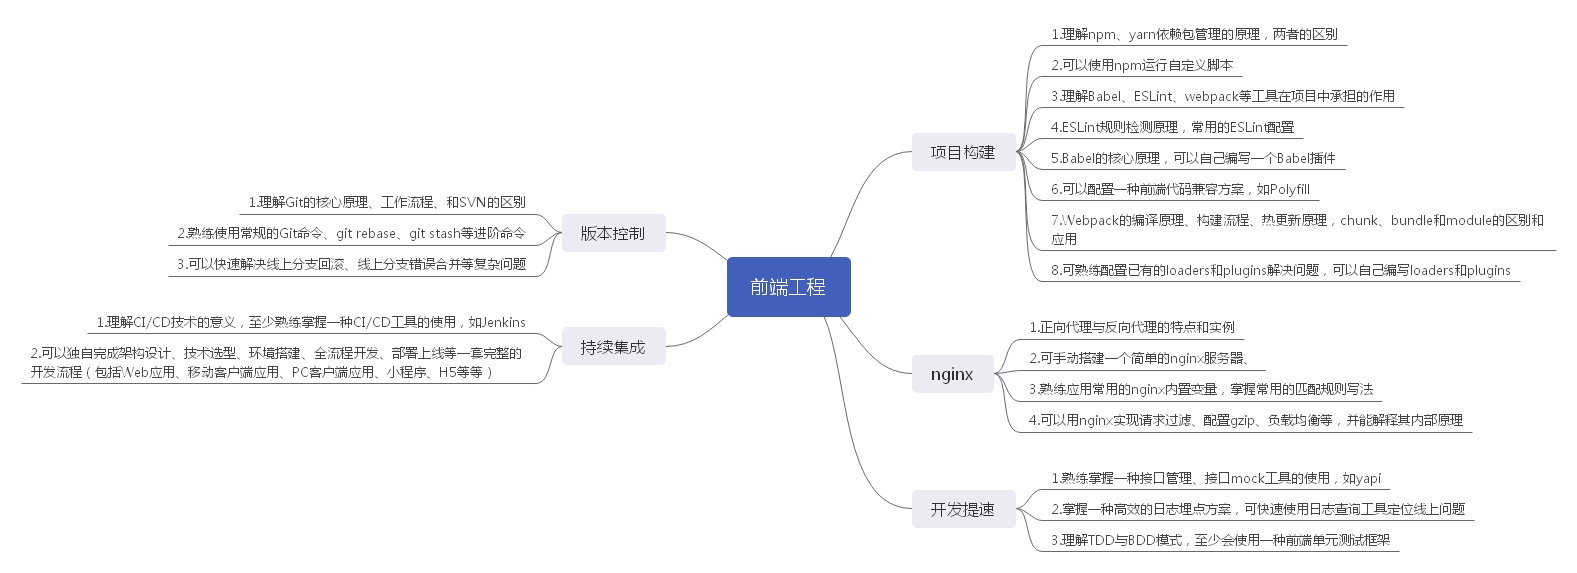 前端工程
项目构建
1.理解npm、yarn依赖包管理的原理，两者的区别
2.可以使用npm运行自定义脚本
3.理解Babel、ESLint、webpack等工具在项目中承担的作用
4.ESLint规则检测原理，常用的ESLint配置
5.Babel的核心原理，可以自己编写一个Babel插件
6.可以配置一种前端代码兼容方案，如Polyfill
7.Webpack的编译原理、构建流程、热更新原理，chunk、bundle和module的区别和
应用
8.可熟练配置已有的loaders和plugins解决问题，可以自己编写loaders和plugins
nginx
1.正向代理与反向代理的特点和实例
2.可手动搭建一个简单的nginx服务器、
3.熟练应用常用的nginx内置变量，掌握常用的匹配规则写法
4.可以用nginx实现请求过滤、配置gzip、负载均衡等，并能解释其内部原理
开发提速
1.熟练掌握一种接口管理、接口mock工具的使用，如yapi
2.掌握一种高效的日志埋点方案，可快速使用日志查询工具定位线上问题
3.理解TDD与BDD模式，至少会使用一种前端单元测试框架
版本控制
1.理解Git的核心原理、工作流程、和SVN的区别
2.熟练使用常规的Git命令、git rebase、git stash等进阶命令
3.可以快速解决线上分支回滚、线上分支错误合并等复杂问题
持续集成
1.理解CI/CD技术的意义，至少熟练掌握一种CI/CD工具的使用，如Jenkins
2.可以独自完成架构设计、技术选型、环境搭建、全流程开发、部署上线等一套完整的
开发流程（包括Web应用、移动客户端应用、PC客户端应用、小程序、H5等等）